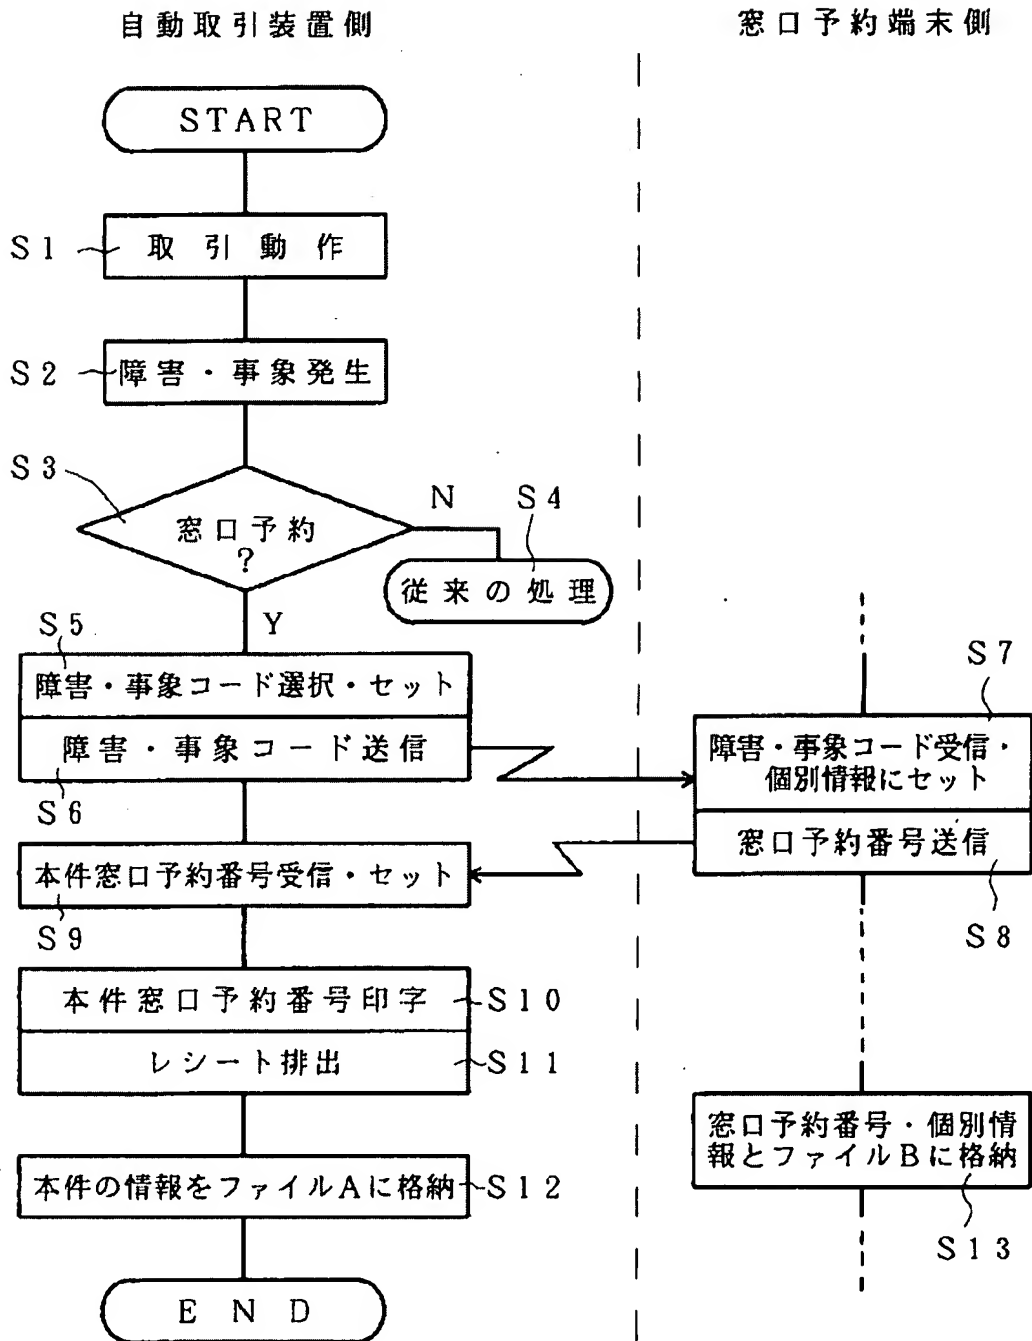 自動取引装置側
窓口予約端末側
START
S1
取引動作
S2
障害・事象発生
S3
窓口予約
?
N
S4
従来の処理
Y
S5
障害・事象コード選択・セット
障害・事象コード送信
S6
S7
障害・事象コード受信・
個別情報にセット
窓口予約番号送信
S8
本件窓口予約番号受信・セット
S9
本件窓口予約番号印字
S10
レシート排出
S11
本件の情報をファイルAに格納
S12
窓口予約番号・個別情
報とファイルBに格納
S13
END